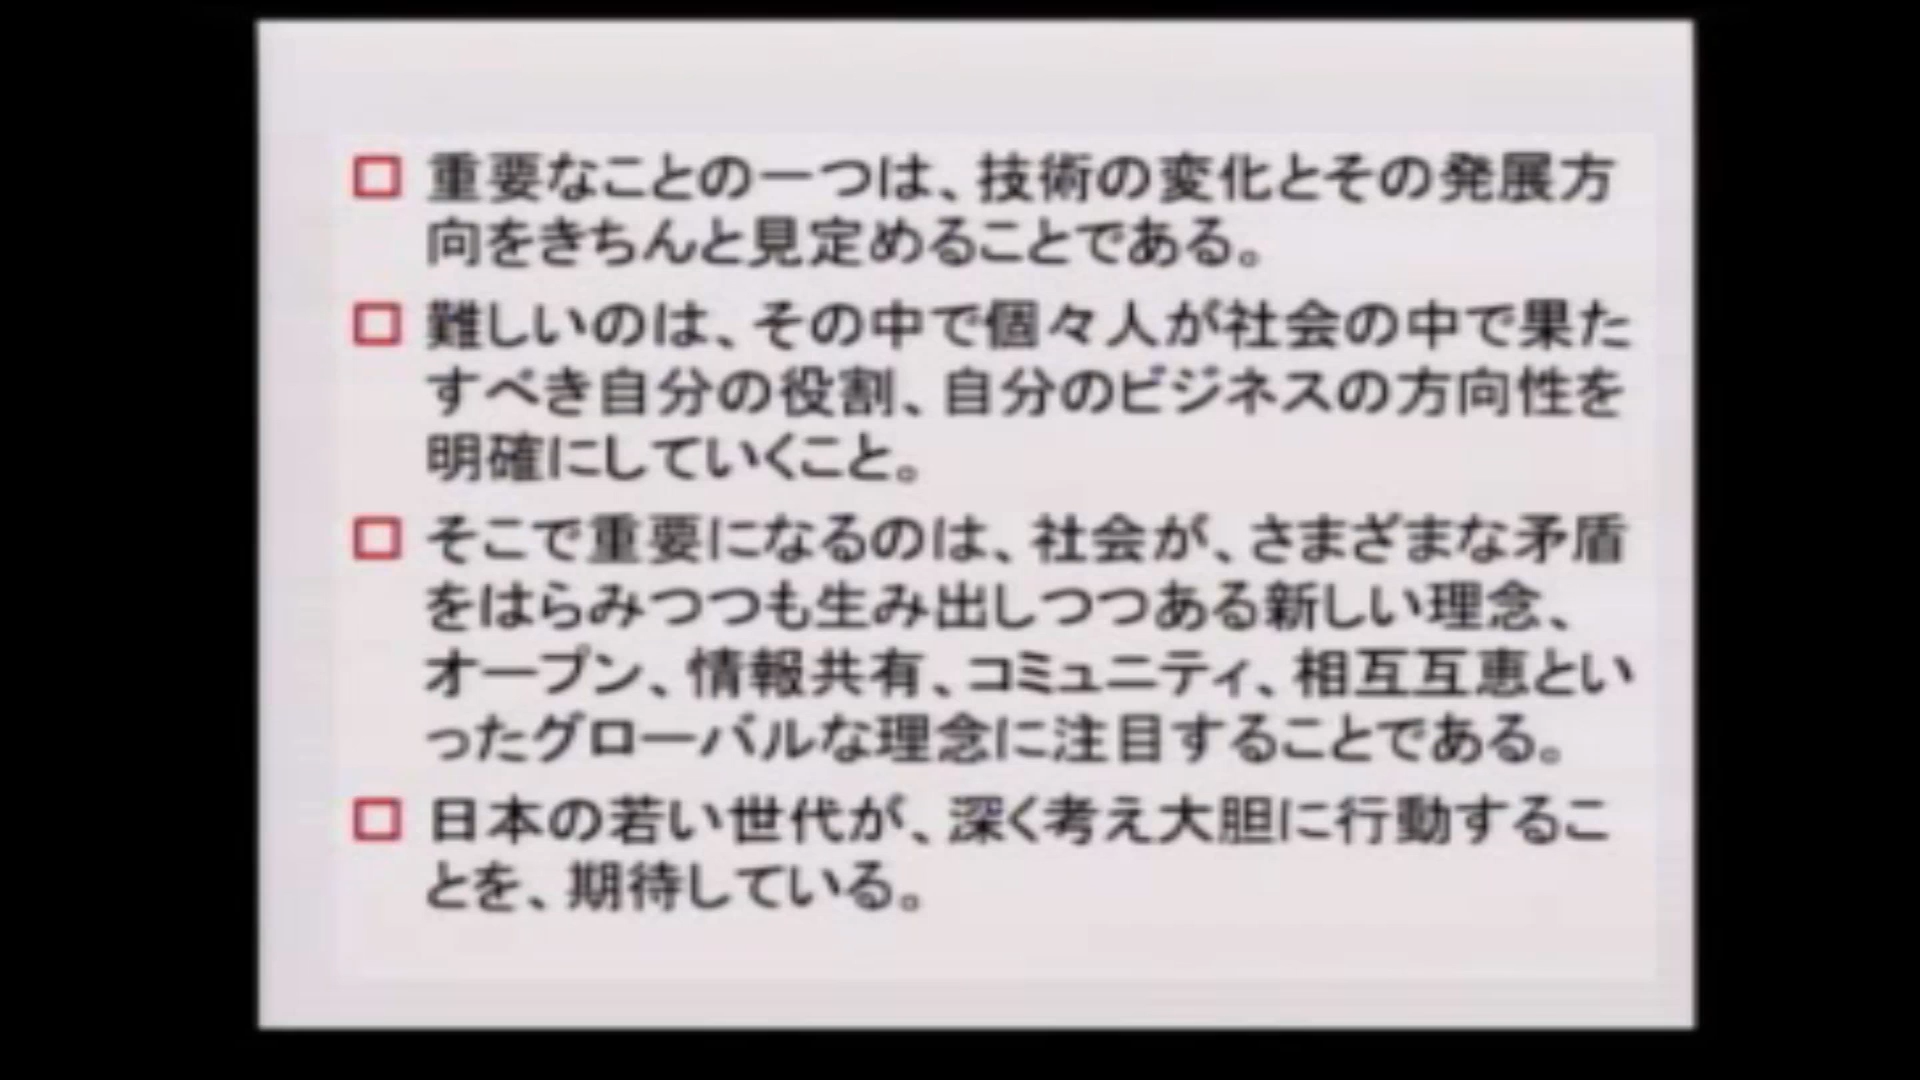 重要なことの一つは、技術の変化とその発展方
向をきちんと見定めることである。
難しいのは、その中で個々人が社会の中で果た
すべき自分の役割、自分のビジネスの方向性を
明確にしていくこと。
そこで重要になるのは、社会が、さまざまな矛盾
をはらみつつも生み出しつつある新しい理念、
オープン、情報共有、コミュニティ、相互互恵とい
ったグローバルな理念に注目することである。
日本の若い世代が、深く考え大胆に行動するこ
とを、期待している。